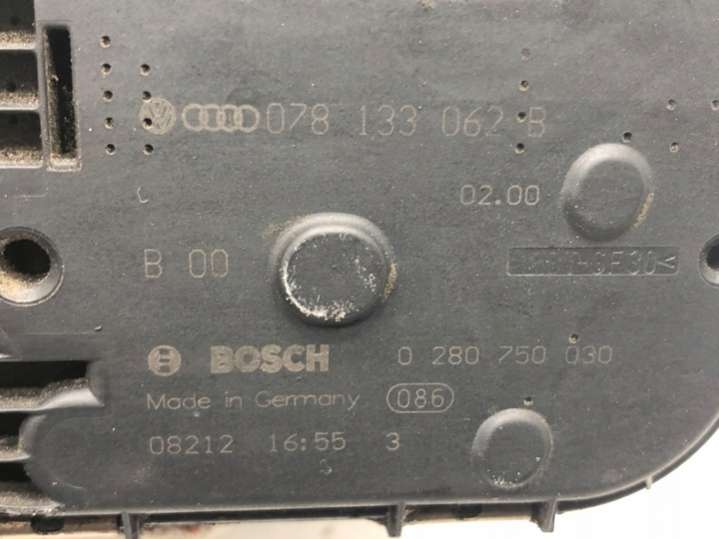 078 133 062 B
02.00
B 00
BOSCH 0 280 750 030
Made in Germany 086
08212 16:55 3